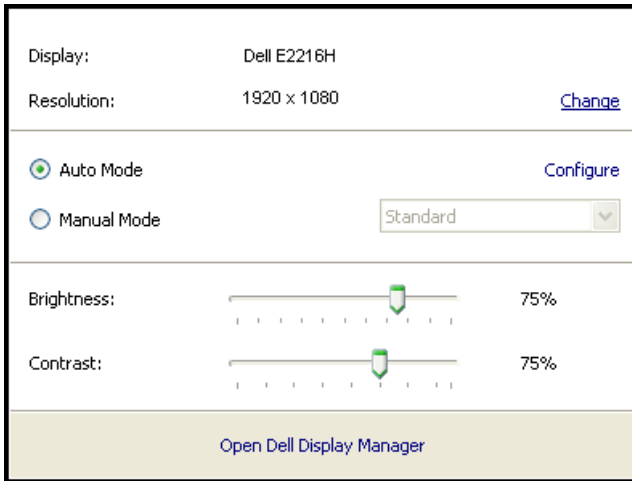 Display: Dell E2216H
Resolution: 1920 x 1080 Change
Auto Mode Configure
Manual Mode Standard
Brightness: 75%
Contrast: 75%
Open Dell Display Manager